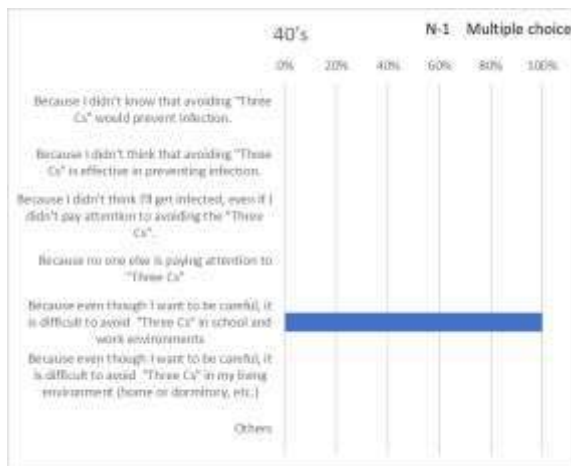 40's
N-1 Multiple choice
0% 20% 40% 60% 80% 100%
Because I didn't know that avoiding "Three
Cs" would prevent infection.
Because I didn't think that avoiding "Three
Cs" is effective in preventing infection.
Because I didn't think I'll get infected, even if I
didn't pay attention to avoiding the "Three
Cs".
Because no one else is paying attention to
"Three Cs"
Because even though I want to be careful, it
is difficult to avoid "Three Cs" in school and
work environments
Because even though I want to be careful, it
is difficult to avoid "Three Cs" in my living
environment (home or dormitory, etc.)
Others